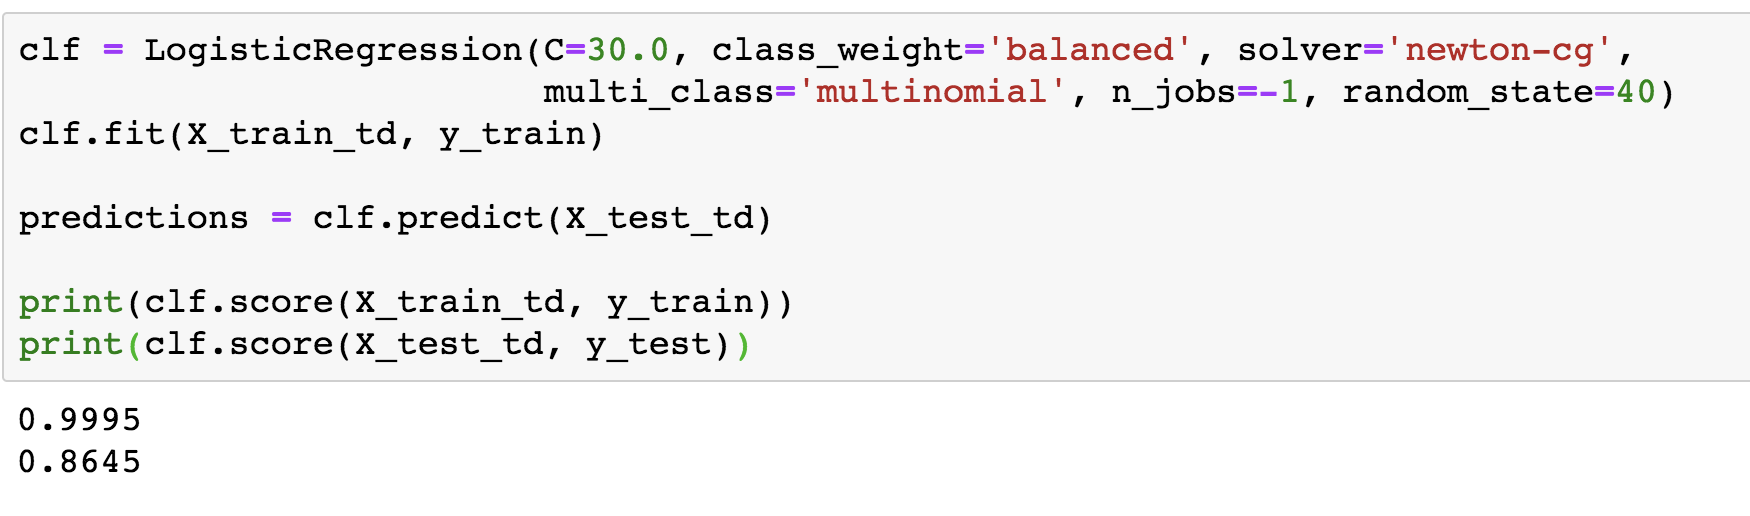 clf = LogisticRegression(C=30.0, class_weight='balanced', solver='newton-cg',
                         multi_class='multinomial', n_jobs=-1, random_state=40)
clf.fit(X_train_td, y_train)

predictions = clf.predict(X_test_td)

print(clf.score(X_train_td, y_train))
print(clf.score(X_test_td, y_test))
0.9995
0.8645